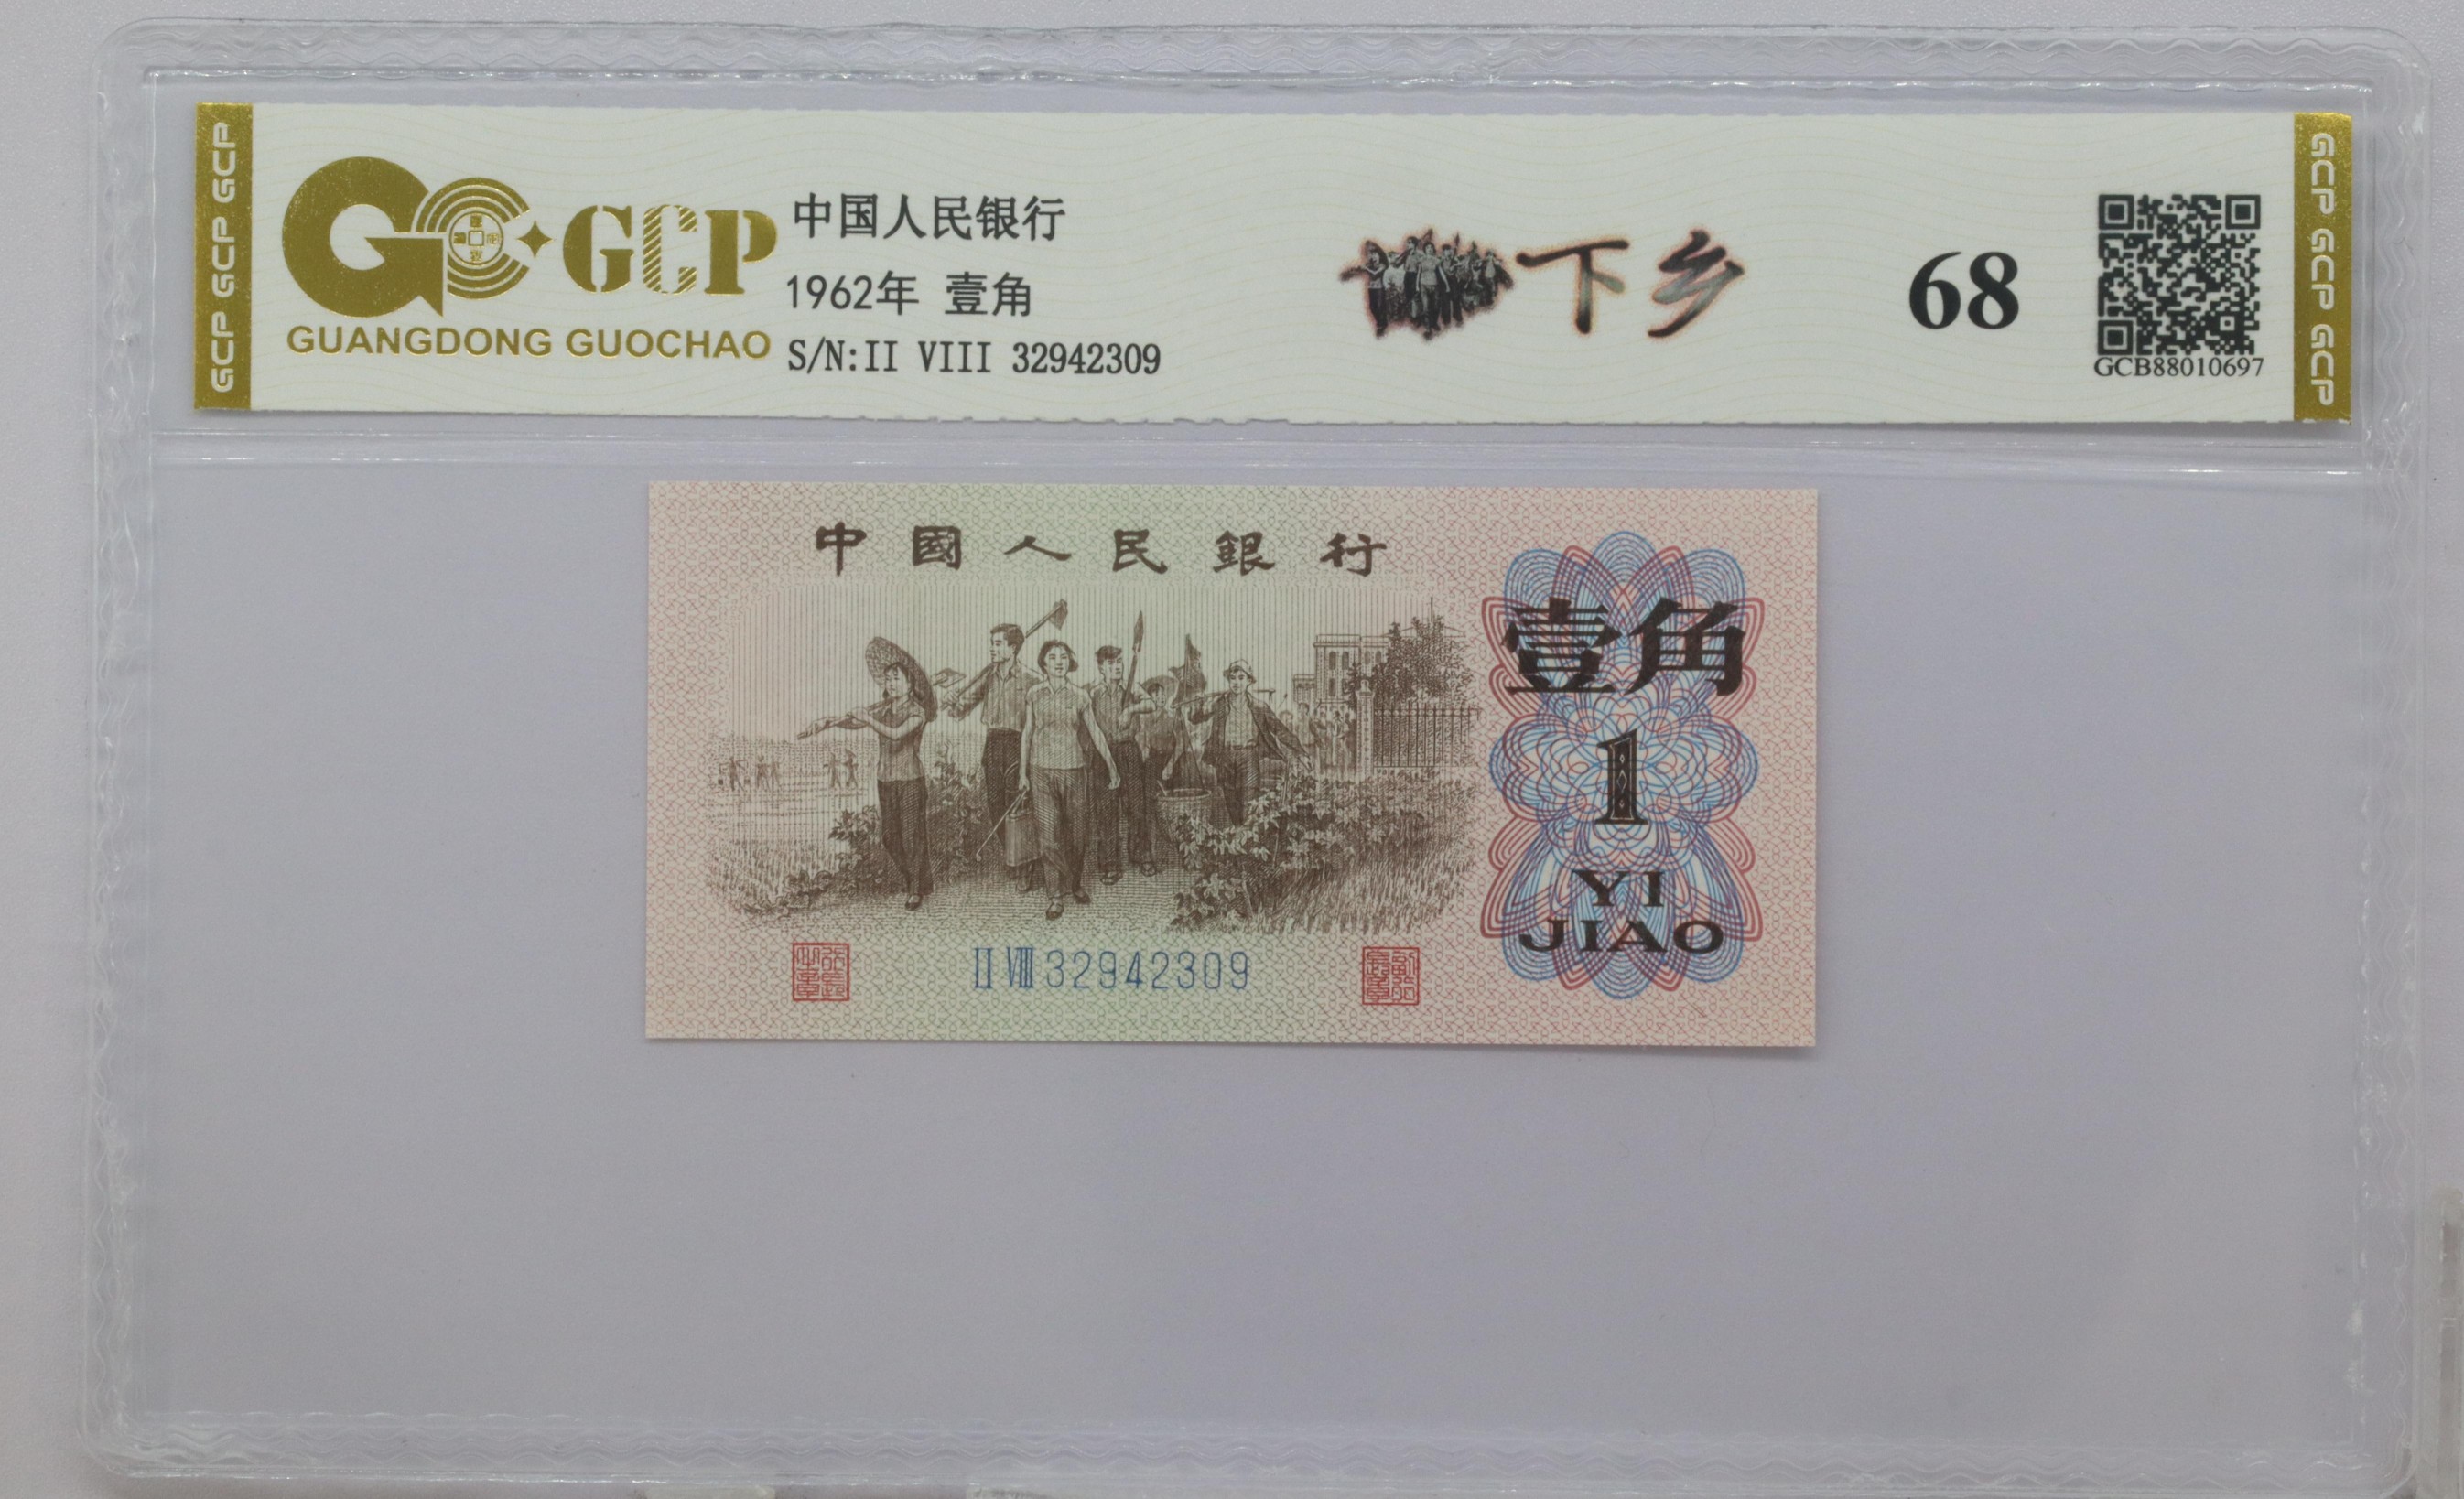 GCP GCP GCP
GCP
GUANGDONG GUOCHAO
中国人民银行
1962年 壹角
S/N:II VIII 32942309
下乡
68
GCB88010697
GCP GCP GCP
中國人民銀行
壹角
1
YI
JIAO
II VIII 32942309